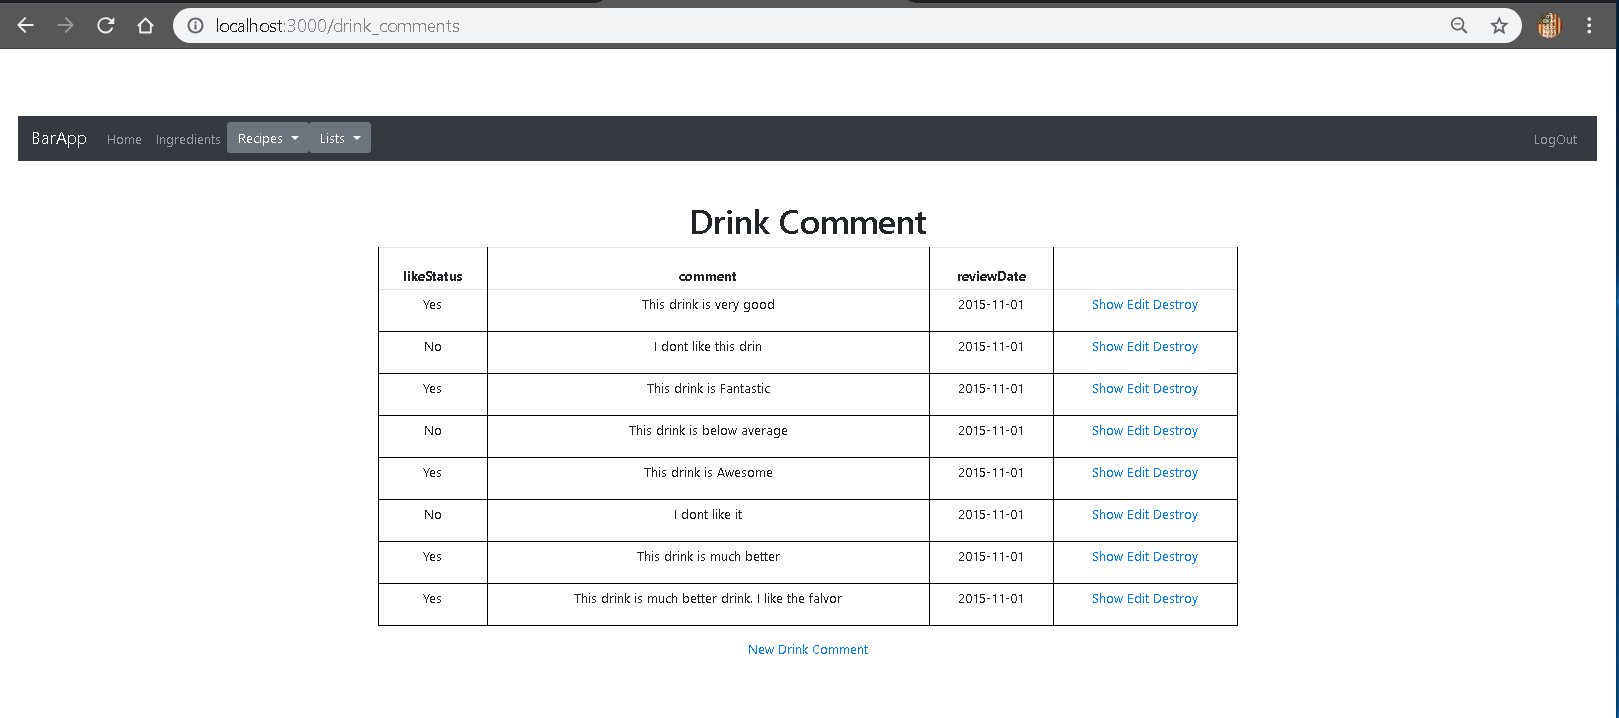 localhost:3000/drink_comments
BarApp Home Ingredients Recipes Lists LogOut
Drink Comment
likeStatus comment reviewDate
Yes This drink is very good 2015-11-01 Show Edit Destroy
No I dont like this drin 2015-11-01 Show Edit Destroy
Yes This drink is Fantastic 2015-11-01 Show Edit Destroy
No This drink is below average 2015-11-01 Show Edit Destroy
Yes This drink is Awesome 2015-11-01 Show Edit Destroy
No I dont like it 2015-11-01 Show Edit Destroy
Yes This drink is much better 2015-11-01 Show Edit Destroy
Yes This drink is much better drink. I like the falvor 2015-11-01 Show Edit Destroy
New Drink Comment